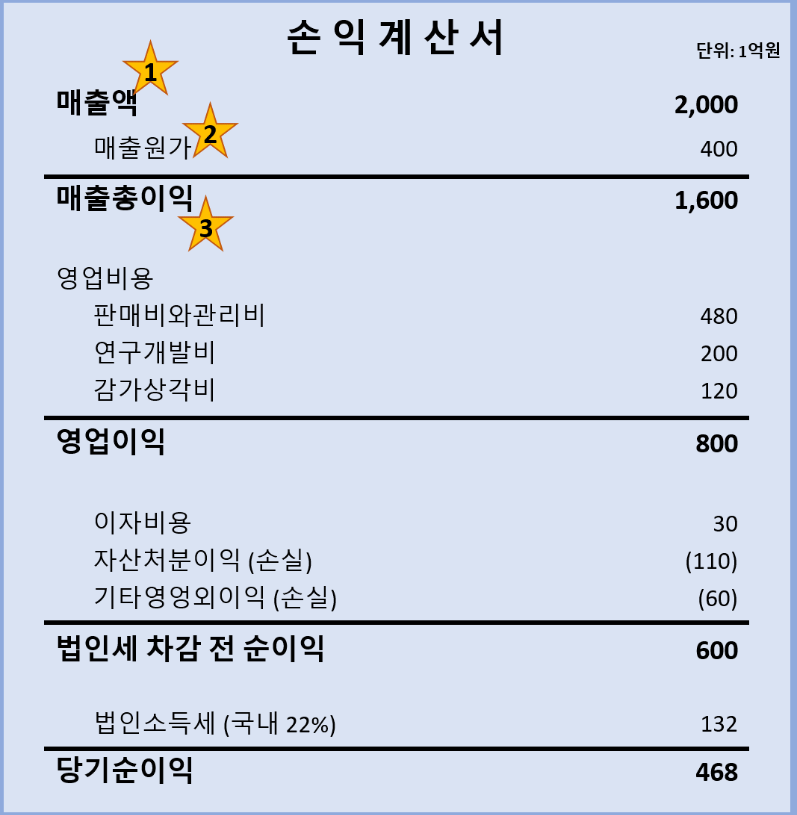 손 익 계 산 서
단위: 1억원
1
매출액 2,000
2
매출원가 400
매출총이익 1,600
3
영업비용
판매비와관리비 480
연구개발비 200
감가상각비 120
영업이익 800
이자비용 30
자산처분이익 (손실) (110)
기타영엉외이익 (손실) (60)
법인세 차감 전 순이익 600
법인소득세 (국내 22%) 132
당기순이익 468